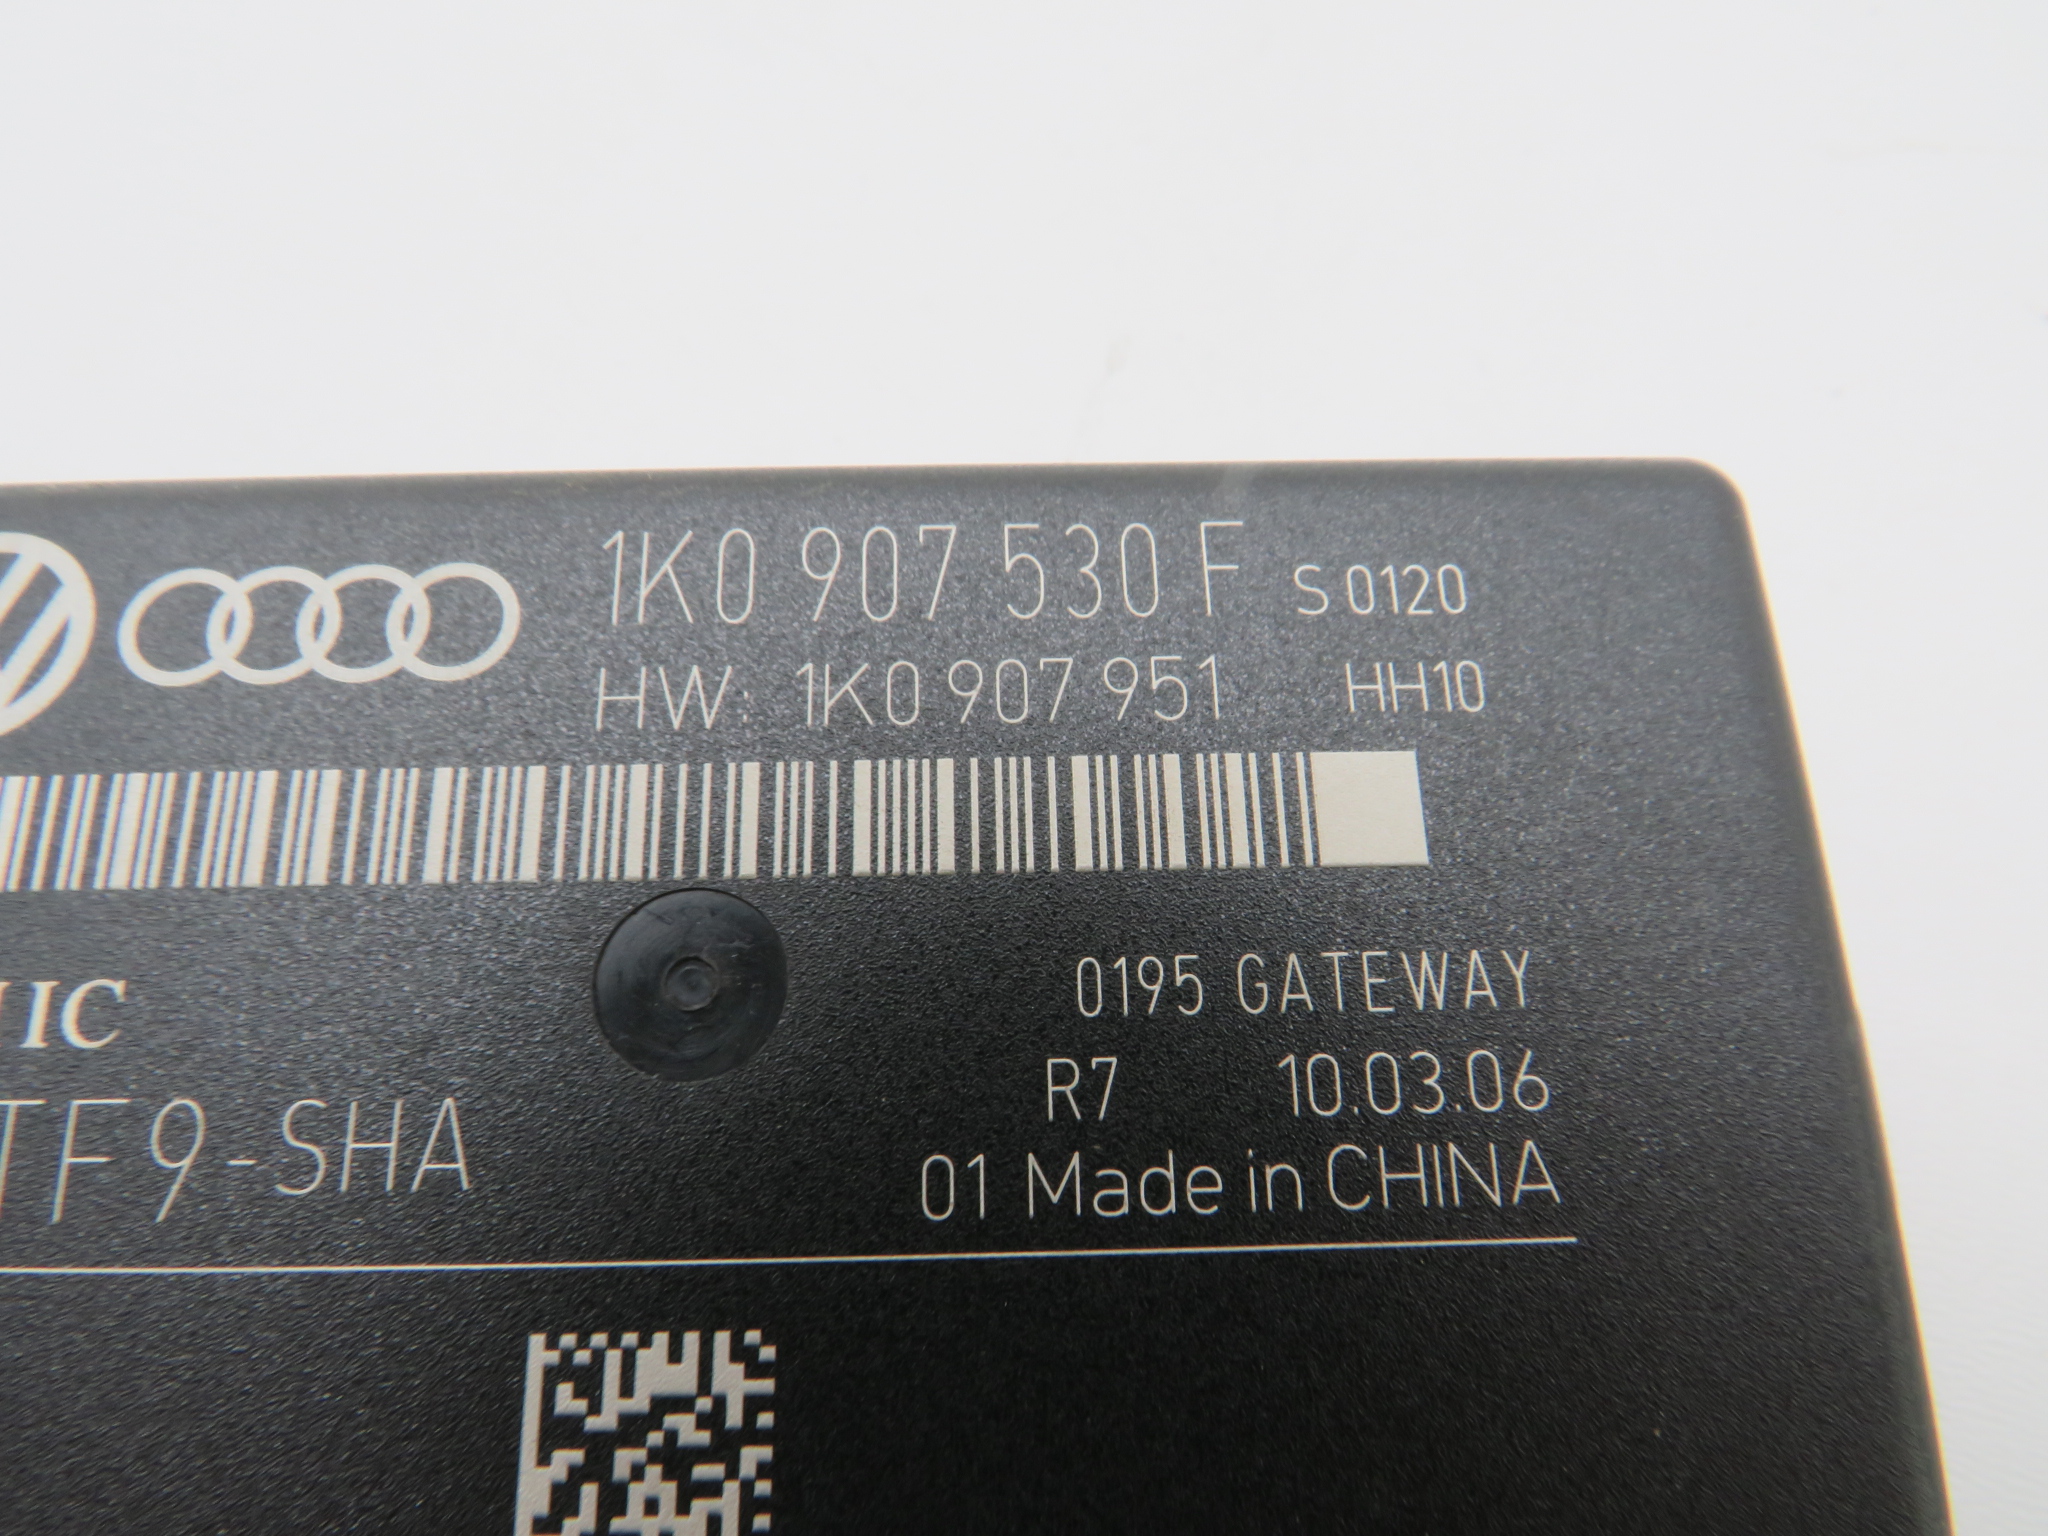 1K0 907 530 F S 0120
HW: 1K0 907 951 HH10
IC
0195 GATEWAY
R7 10.03.06
TF9-SHA
01 Made in CHINA